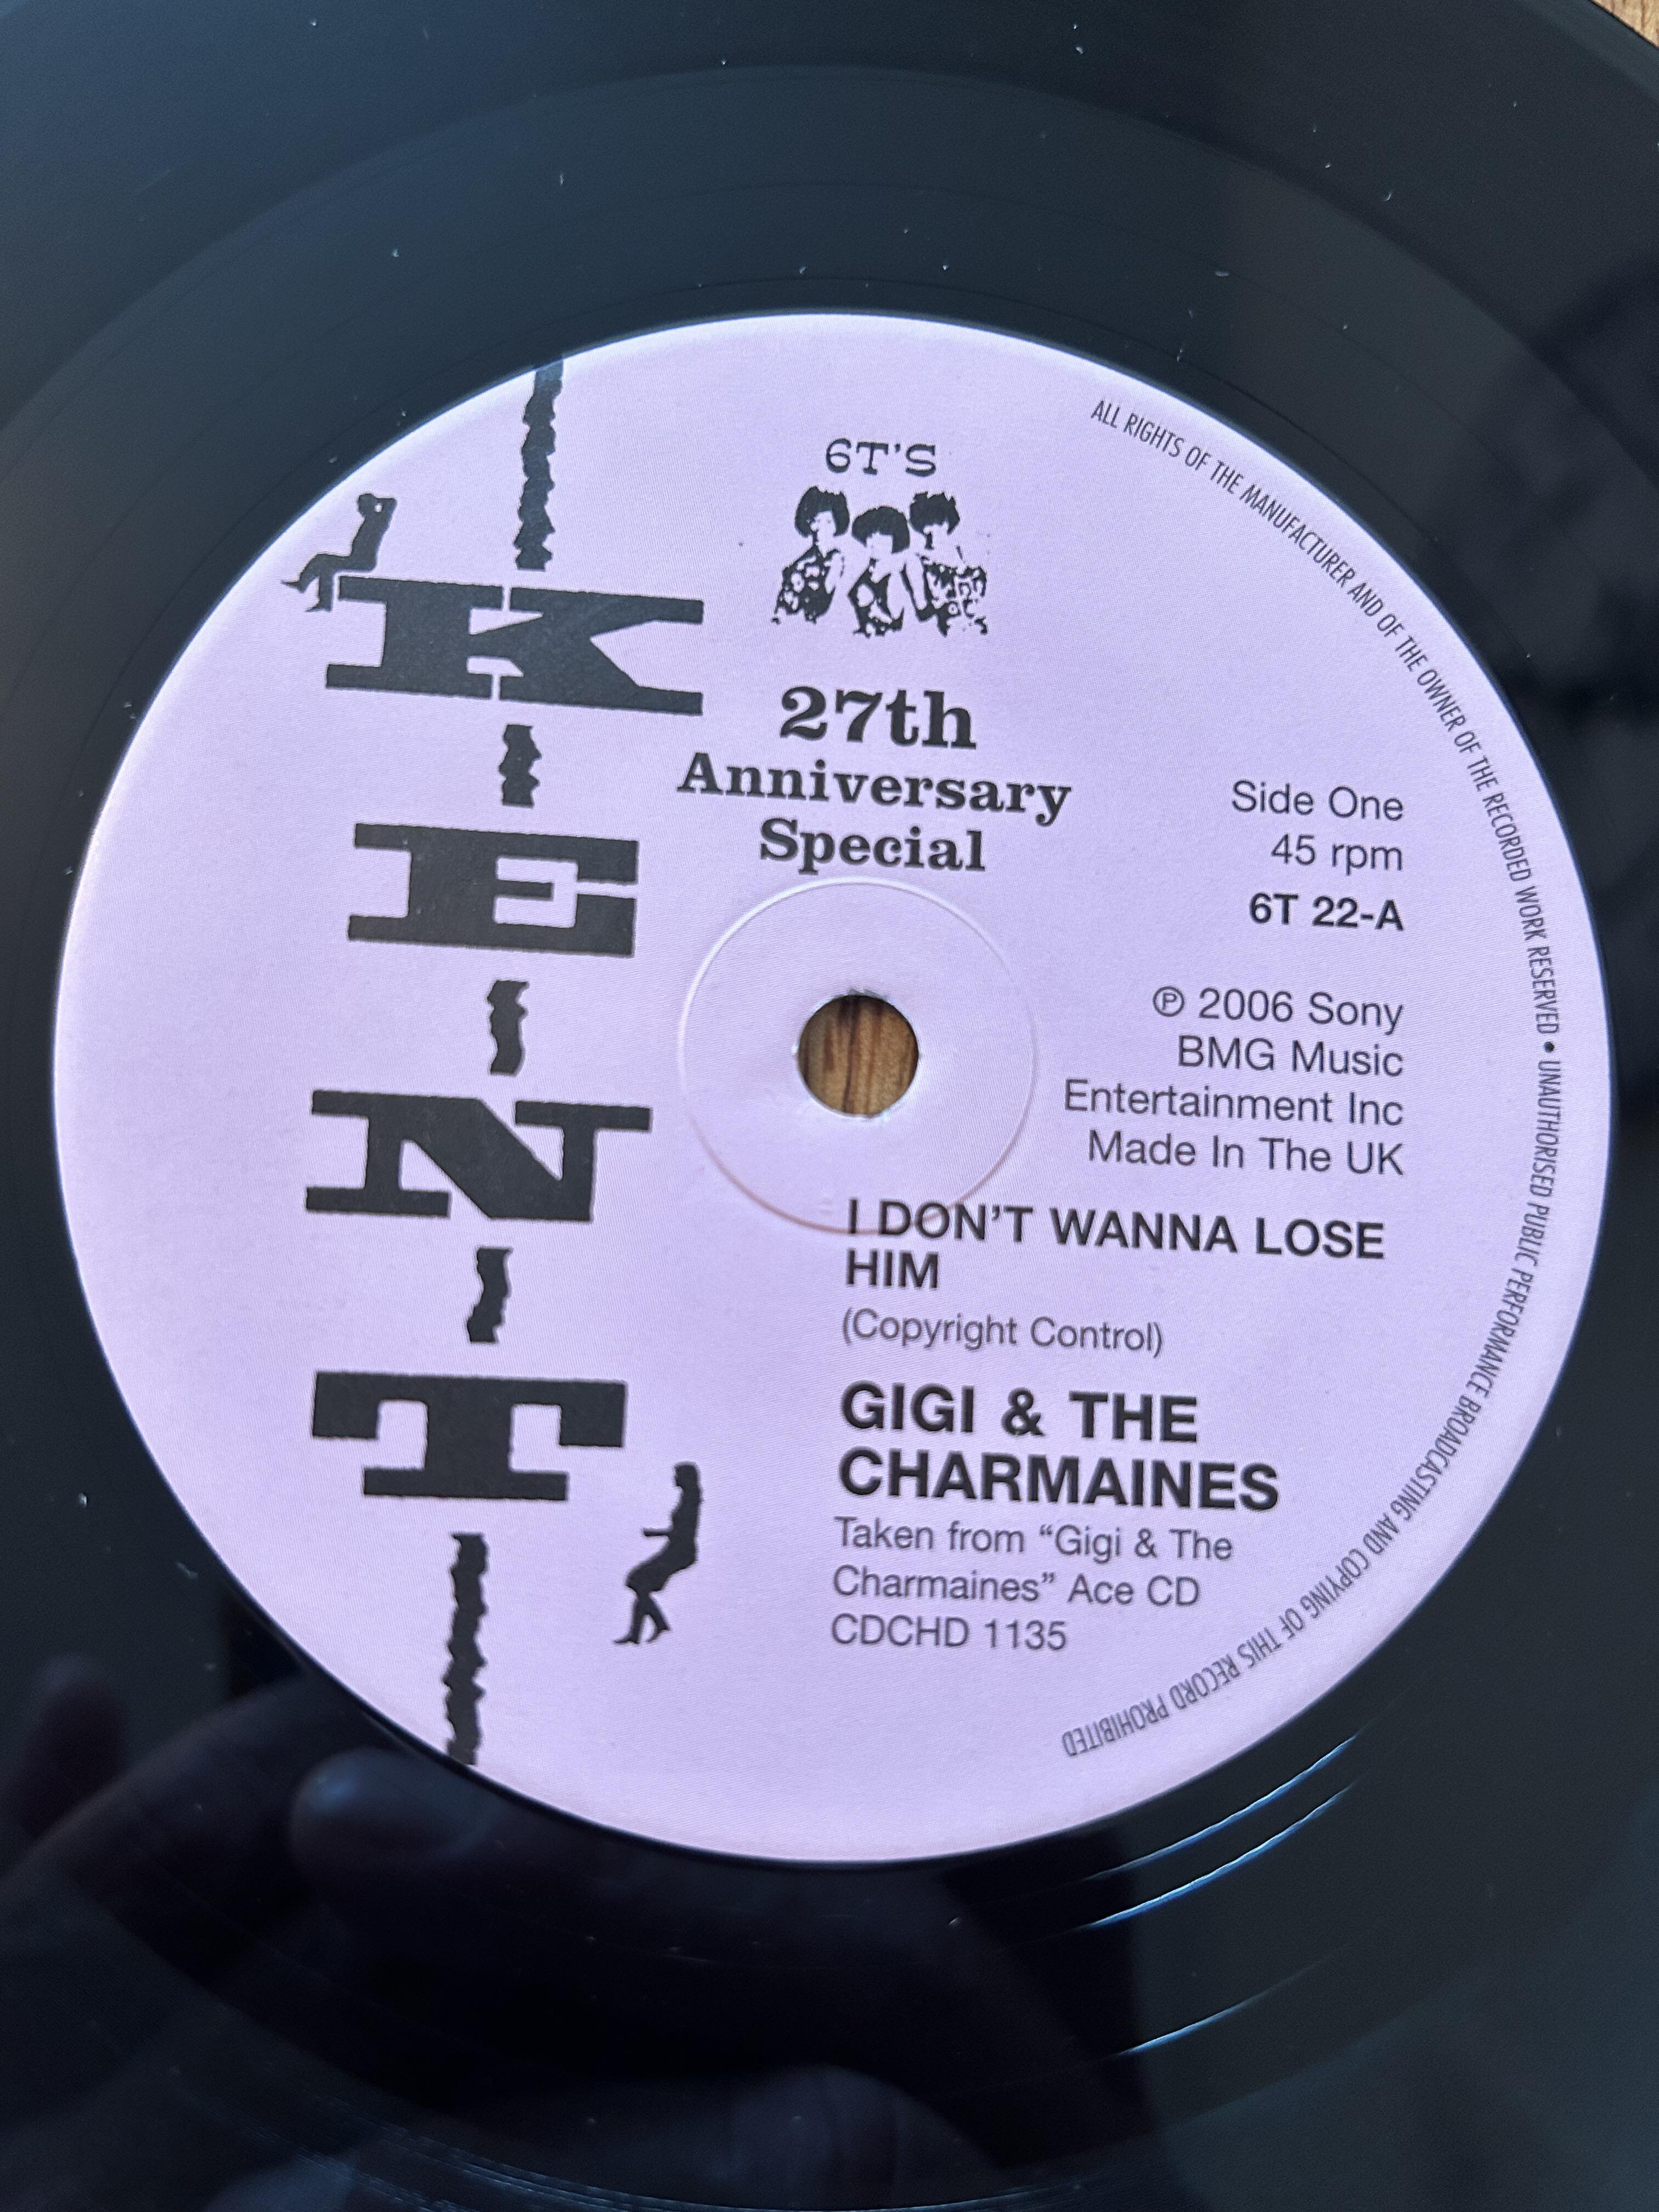 6T'S
KENT
27th
Anniversary
Special
Side One
45 rpm
6T 22-A
℗ 2006 Sony
BMG Music
Entertainment Inc
Made In The UK
I DON'T WANNA LOSE
HIM
(Copyright Control)
GIGI & THE
CHARMAINES
Taken from “Gigi & The
Charmaines” Ace CD
CDCHD 1135
ALL RIGHTS OF THE MANUFACTURER AND OF THE OWNER OF THE RECORDED WORK RESERVED • UNAUTHORISED PUBLIC PERFORMANCE BROADCASTING AND COPYING OF THIS RECORD PROHIBITED